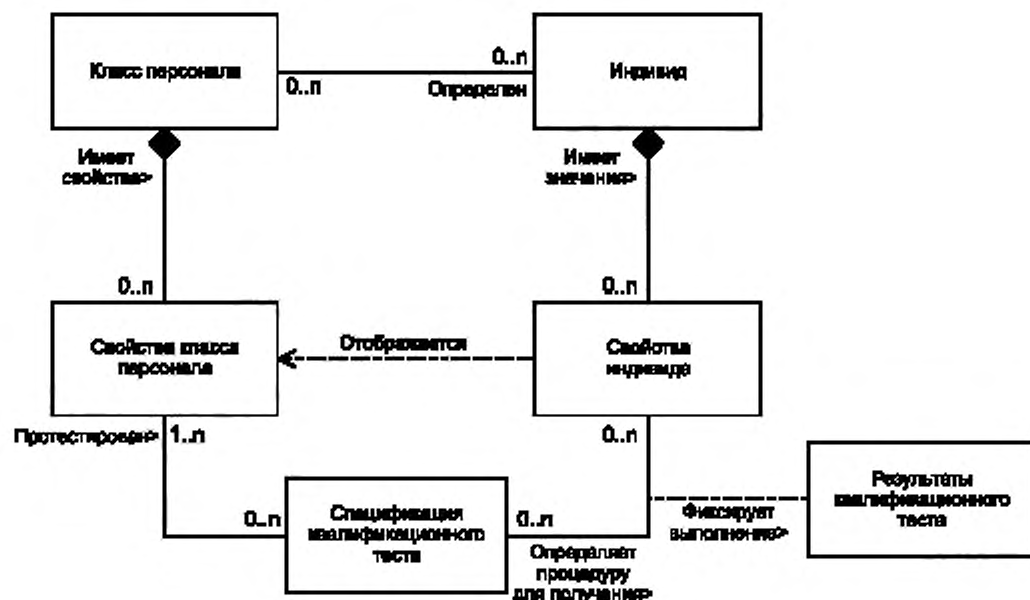 Класс персонала
0..n
0..n
Определен
Индивид
Имеет
свойства>
Имеет
значения>
0..n
0..n
Свойства класса
персонала
Отображается
Свойства
индивида
Протестирован>
1..n
0..n
0..n
Спецификация
квалификационного
теста
0..n
Определяет
процедуру
для получения>
Фиксирует
выполнение>
Результаты
квалификационного
теста